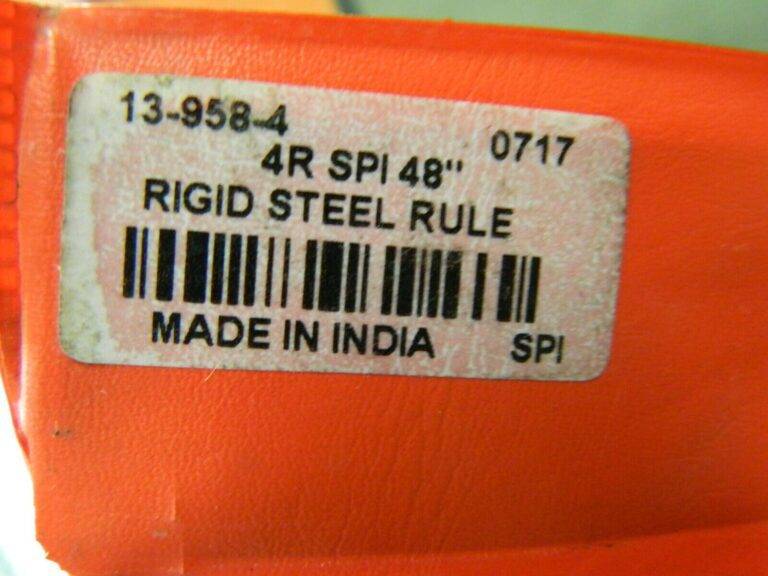 13-958-4 0717
4R SPI 48"
RIGID STEEL RULE
MADE IN INDIA SPI